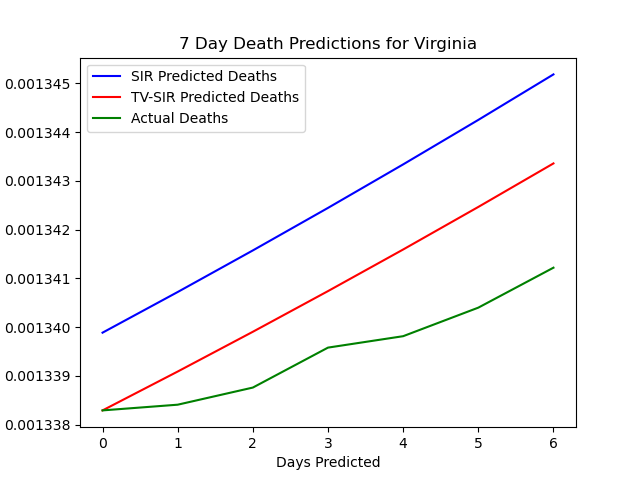 7 Day Death Predictions for Virginia
SIR Predicted Deaths
TV-SIR Predicted Deaths
Actual Deaths
0.001345
0.001344
0.001343
0.001342
0.001341
0.001340
0.001339
0.001338
0 1 2 3 4 5 6
Days Predicted